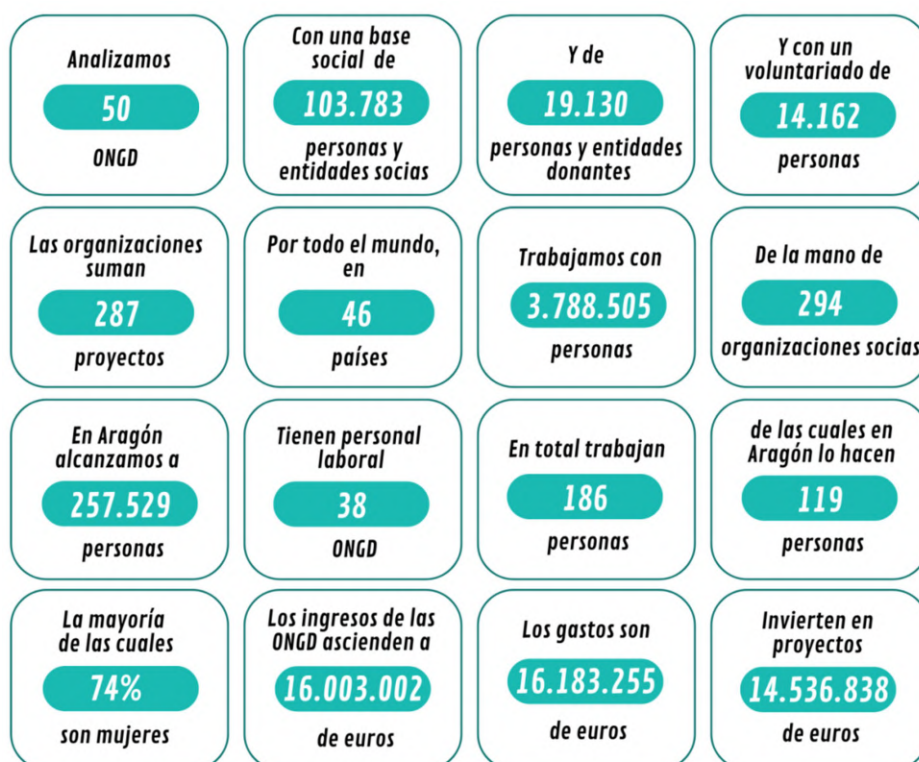 Analizamos
50
ONGD
Con una base
social de
103.783
personas y
entidades socias
Y de
19.130
personas y entidades
donantes
Y con un
voluntariado de
14.162
personas
Las organizaciones
suman
287
proyectos
Por todo el mundo,
en
46
países
Trabajamos con
3.788.505
personas
De la mano de
294
organizaciones socias
En Aragón
alcanzamos a
257.529
personas
Tienen personal
laboral
38
ONGD
En total trabajan
186
personas
de las cuales en
Aragón lo hacen
119
personas
La mayoría
de las cuales
74%
son mujeres
Los ingresos de las
ONGD ascienden a
16.003.002
de euros
Los gastos son
16.183.255
de euros
Invierten en
proyectos
14.536.838
de euros